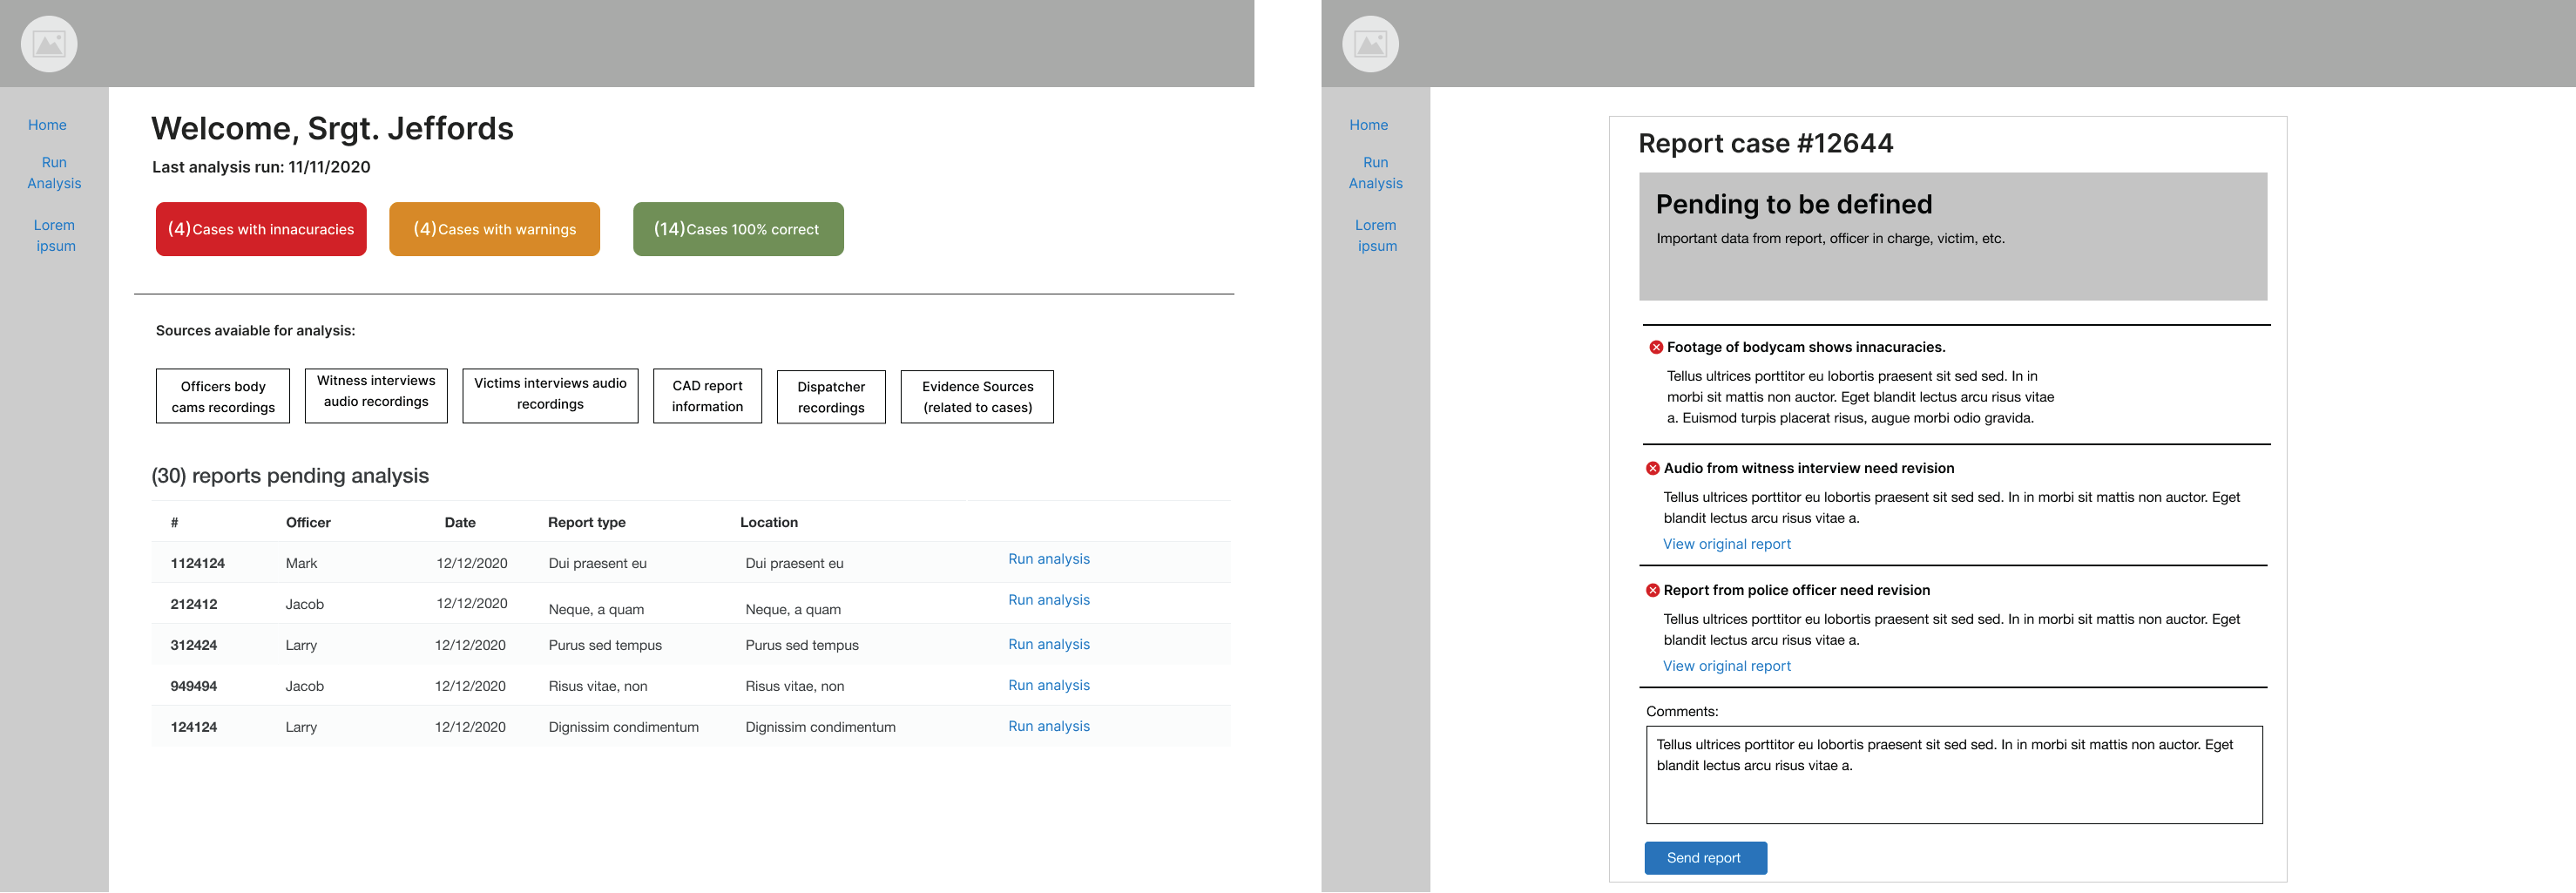 Home
Run
Analysis
Lorem
ipsum
Welcome, Srgt. Jeffords
Last analysis run: 11/11/2020
(4)Cases with innacuracies
(4)Cases with warnings
(14)Cases 100% correct
Sources avaiable for analysis:
Officers body
cams recordings
Witness interviews
audio recordings
Victims interviews audio
recordings
CAD report
information
Dispatcher
recordings
Evidence Sources
(related to cases)
(30) reports pending analysis
# Officer Date Report type Location
1124124 Mark 12/12/2020 Dui praesent eu Dui praesent eu Run analysis
212412 Jacob 12/12/2020 Neque, a quam Neque, a quam Run analysis
312424 Larry 12/12/2020 Purus sed tempus Purus sed tempus Run analysis
949494 Jacob 12/12/2020 Risus vitae, non Risus vitae, non Run analysis
124124 Larry 12/12/2020 Dignissim condimentum Dignissim condimentum Run analysis
Home
Run
Analysis
Lorem
ipsum
Report case #12644
Pending to be defined
Important data from report, officer in charge, victim, etc.
Footage of bodycam shows innacuracies.
Tellus ultrices porttitor eu lobortis praesent sit sed sed. In in
morbi sit mattis non auctor. Eget blandit lectus arcu risus vitae
a. Euismod turpis placerat risus, augue morbi odio gravida.
Audio from witness interview need revision
Tellus ultrices porttitor eu lobortis praesent sit sed sed. In in morbi sit mattis non auctor. Eget
blandit lectus arcu risus vitae a.
View original report
Report from police officer need revision
Tellus ultrices porttitor eu lobortis praesent sit sed sed. In in morbi sit mattis non auctor. Eget
blandit lectus arcu risus vitae a.
View original report
Comments:
Tellus ultrices porttitor eu lobortis praesent sit sed sed. In in morbi sit mattis non auctor. Eget
blandit lectus arcu risus vitae a.
Send report